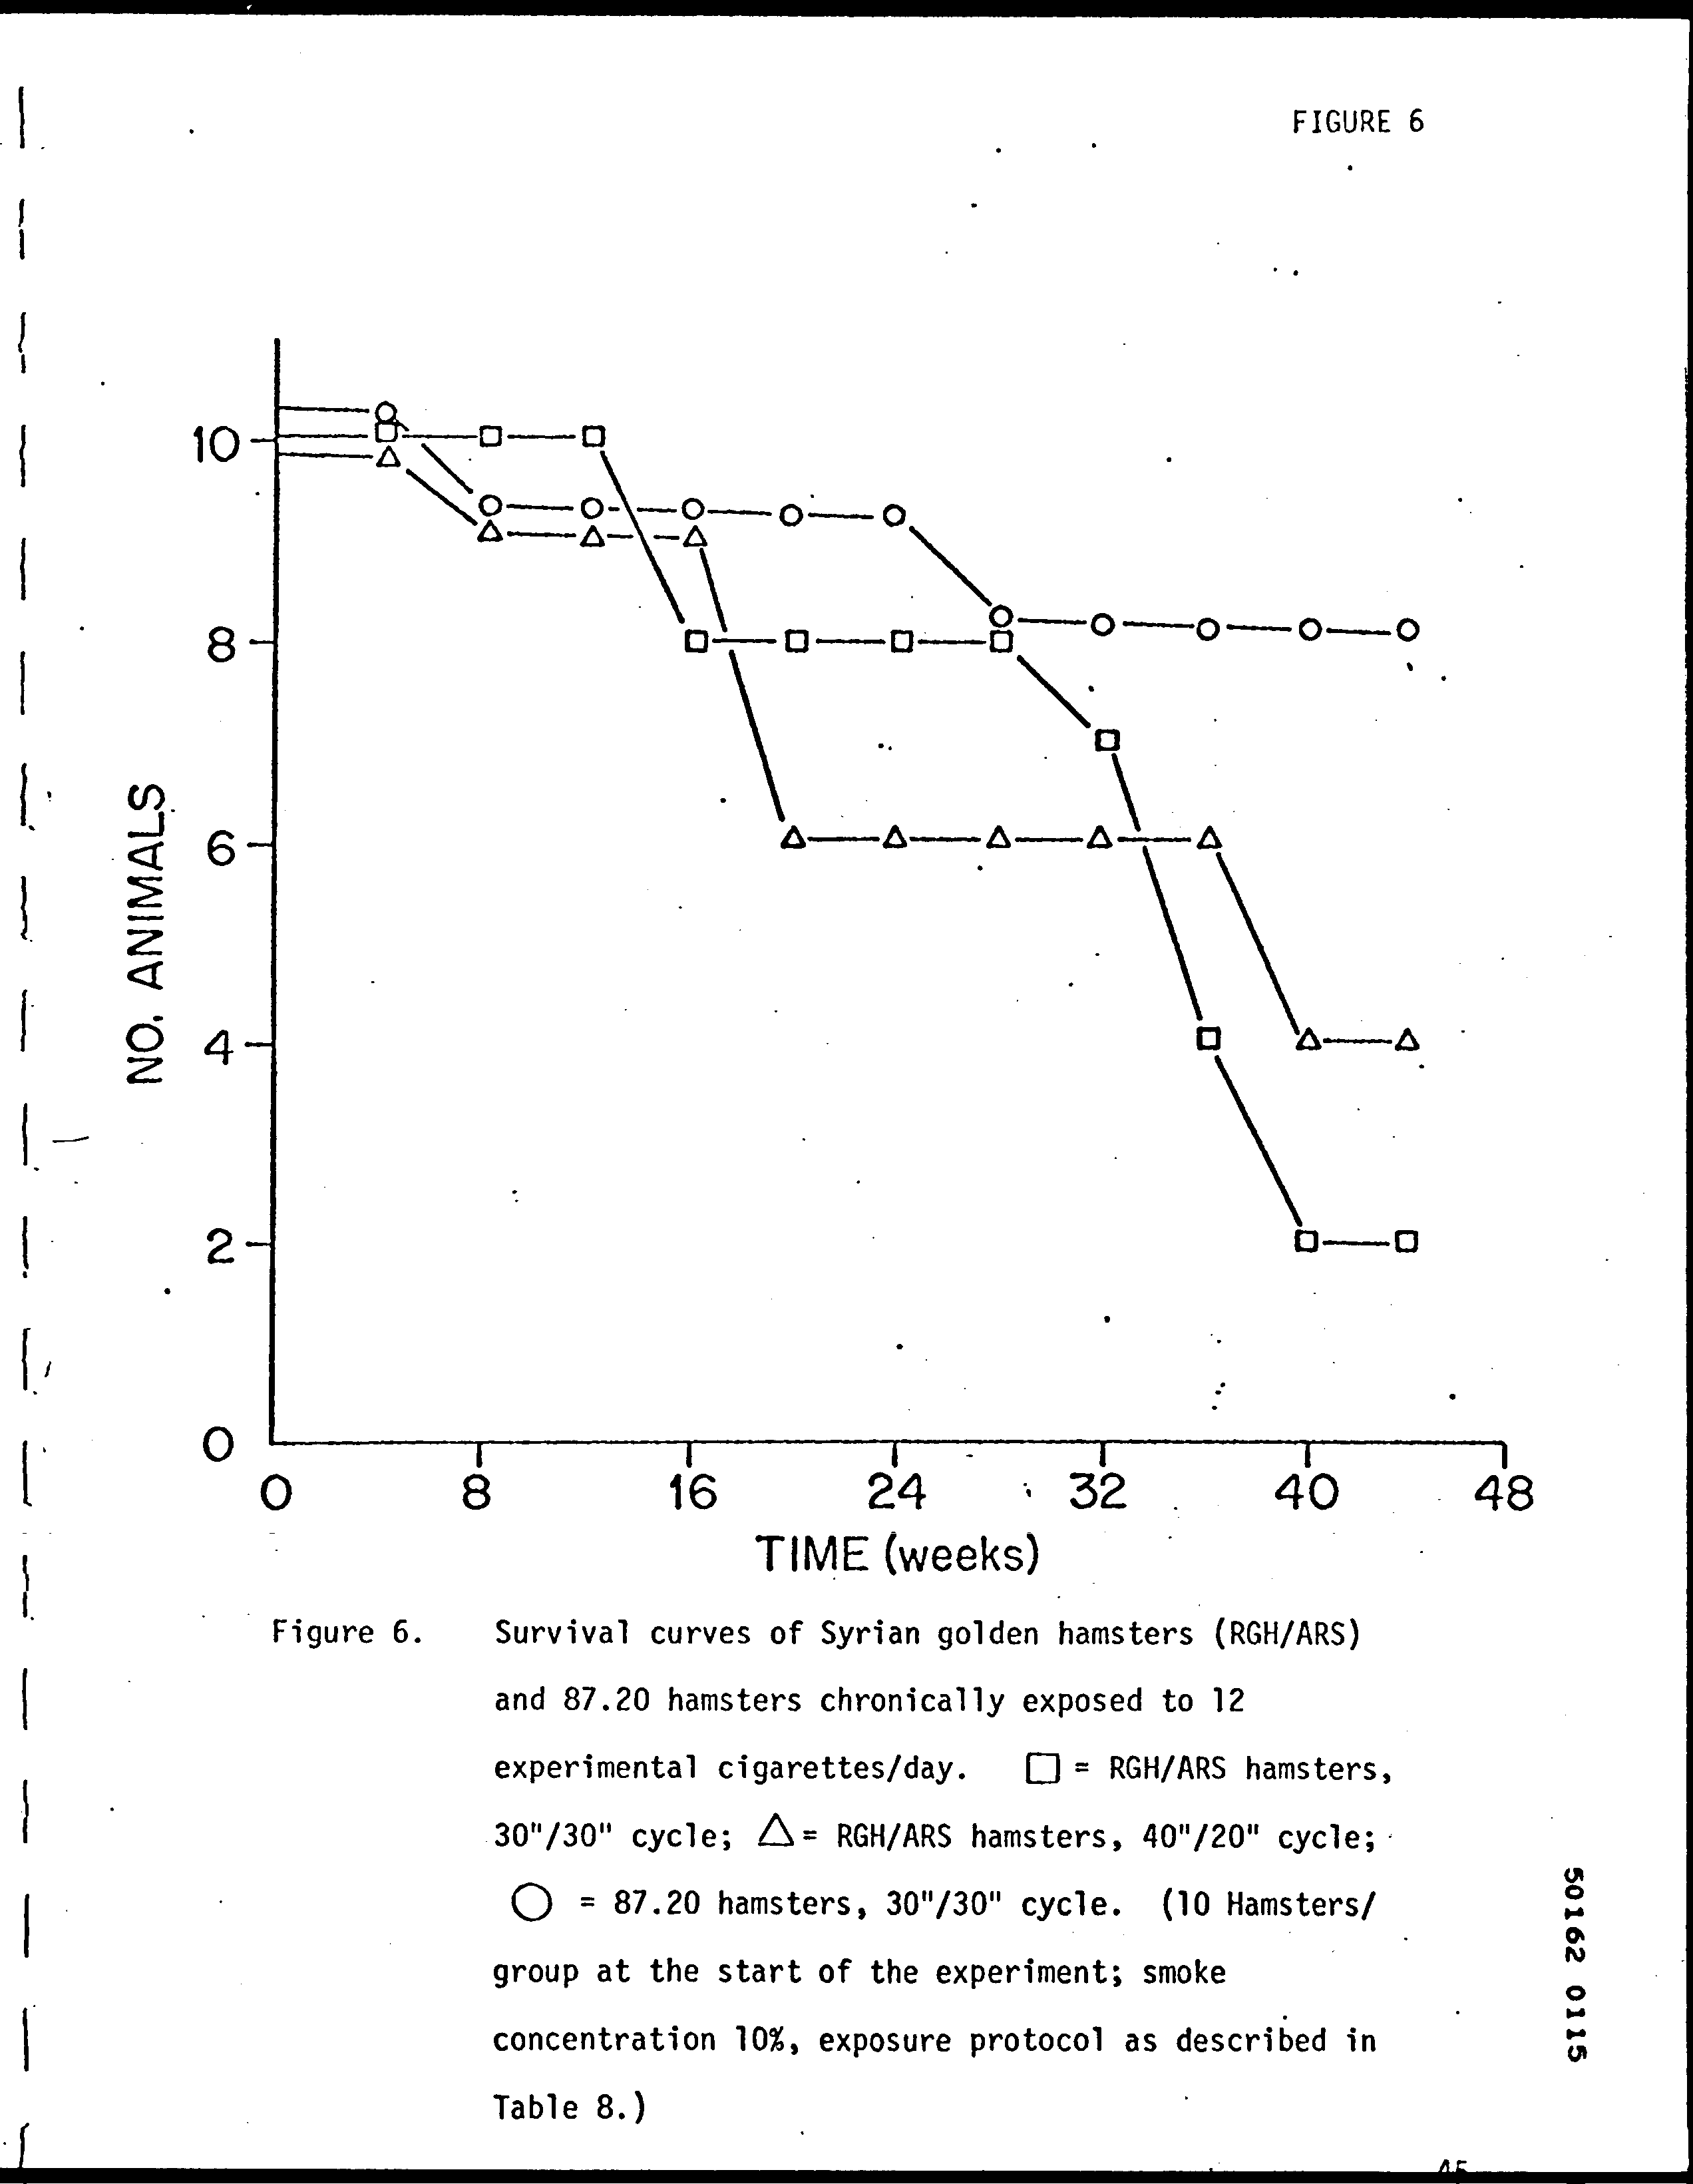 FIGURE 6
10
8
6
4
2
0
NO. ANIMALS
0 8 16 24 32 40 48
TIME (weeks)
Figure 6. Survival curves of Syrian golden hamsters (RGH/ARS)
and 87.20 hamsters chronically exposed to 12
experimental cigarettes/day. □ = RGH/ARS hamsters,
30"/30" cycle; △ = RGH/ARS hamsters, 40"/20" cycle;
○ = 87.20 hamsters, 30"/30" cycle. (10 Hamsters/
group at the start of the experiment; smoke
concentration 10%, exposure protocol as described in
Table 8.)
50162 0115